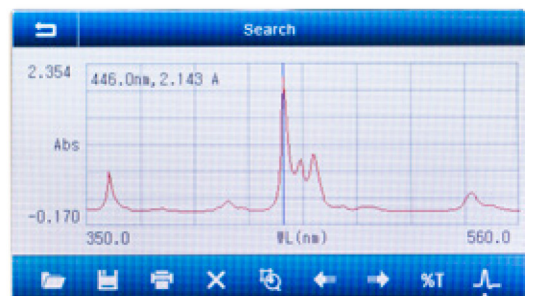 Search
2.354
446.0nm,2.143 A
Abs
-0.170
350.0 WL(nm) 560.0
%T